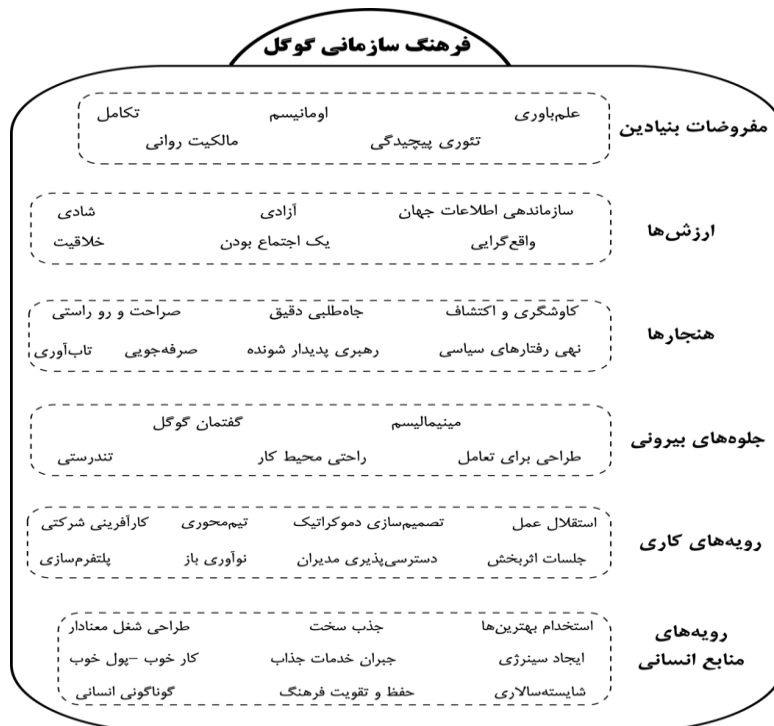 فرهنگ سازمانی گوگل
مفروضات بنیادین
علم‌باوری اومانیسم تکامل
تئوری پیچیدگی مالکیت روانی
ارزش‌ها
سازماندهی اطلاعات جهان آزادی شادی
واقع‌گرایی یک اجتماع بودن خلاقیت
هنجارها
کاوشگری و اکتشاف جاه‌طلبی دقیق صراحت و رو راستی
نهی رفتارهای سیاسی رهبری پدیدار شونده صرفه‌جویی تاب‌آوری
جلوه‌های بیرونی
مینیمالیسم گفتمان گوگل
طراحی برای تعامل راحتی محیط کار تندرستی
رویه‌های کاری
استقلال عمل تصمیم‌سازی دموکراتیک تیم‌محوری کارآفرینی شرکتی
جلسات اثربخش دسترسی‌پذیری مدیران نوآوری باز پلتفرم‌سازی
رویه‌های
منابع انسانی
استخدام بهترین‌ها جذب سخت طراحی شغل معنادار
ایجاد سینرژی جبران خدمات جذاب کار خوب –پول خوب
شایسته‌سالاری حفظ و تقویت فرهنگ گوناگونی انسانی